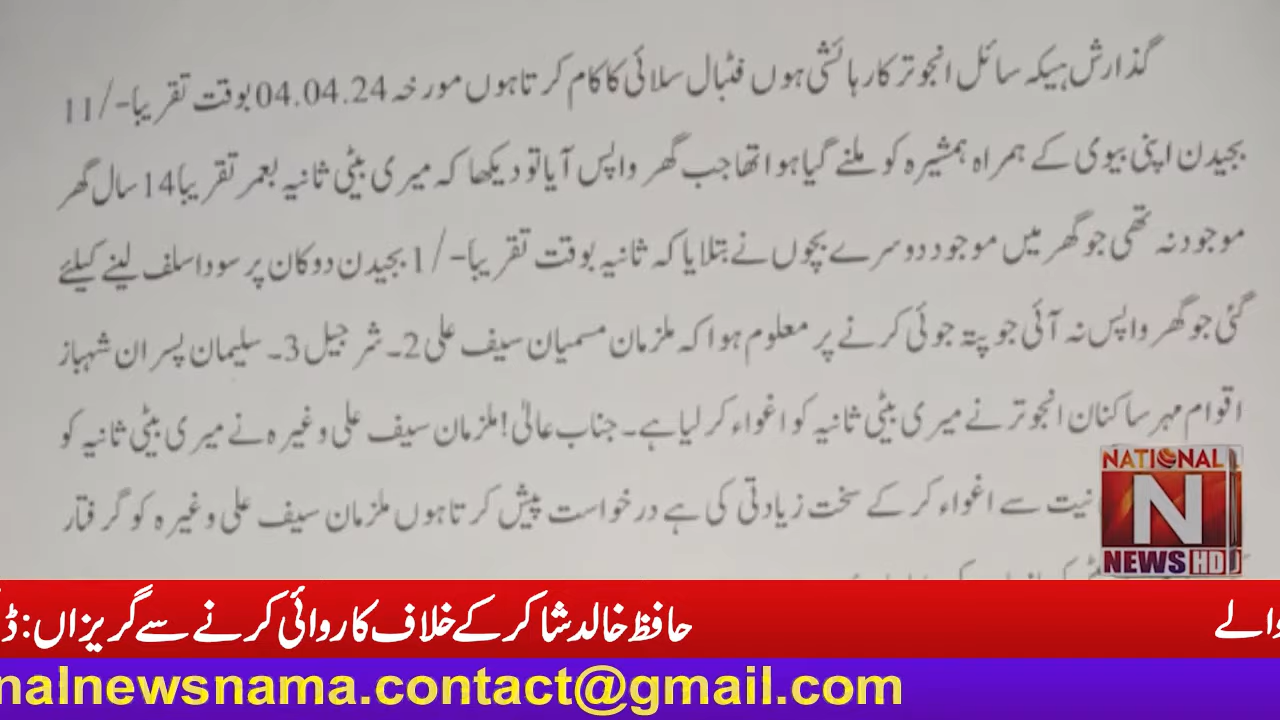 گذارش ہیکہ سائل انجوتر کا رہائشی ہوں فٹبال سلائی کا کام کرتا ہوں مورخہ 04.04.24 بوقت تقریبا-/11
بجیدن اپنی بیوی کے ہمراہ ہمشیرہ کو ملنے گیا ہوا تھا جب گھر واپس آیا تو دیکھا کہ میری بیٹی ثانیہ بعمر تقریبا 14 سال گھر
موجود نہ تھی جو گھر میں موجود دوسرے بچوں نے بتلایا کہ ثانیہ بوقت تقریبا-/1 بجیدن دوکان پر سودا سلف لینے کیلئے
گئی جو گھر واپس نہ آئی جو پتہ جوئی کرنے پر معلوم ہوا کہ ملزمان مسمیان سیف علی 2۔ شرجیل 3۔ سلیمان پسران شہباز
اقوام مہر ساکنان انجوتر نے میری بیٹی ثانیہ کو اغواء کر لیا ہے۔ جناب عالیٰ! ملزمان سیف علی وغیرہ نے میری بیٹی ثانیہ کو
نیت سے اغواء کر کے سخت زیادتی کی ہے درخواست پیش کرتا ہوں ملزمان سیف علی وغیرہ کو گرفتار
NATIONAL
N
NEWS HD
والے حافظ خالد شاکر کے خلاف کاروائی کرنے سے گریزاں:
nalnewsnama.contact@gmail.com